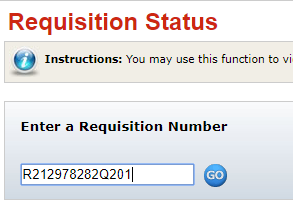 Requisition Status
Instructions: You may use this function to vi
Enter a Requisition Number
R212978282Q201
GO